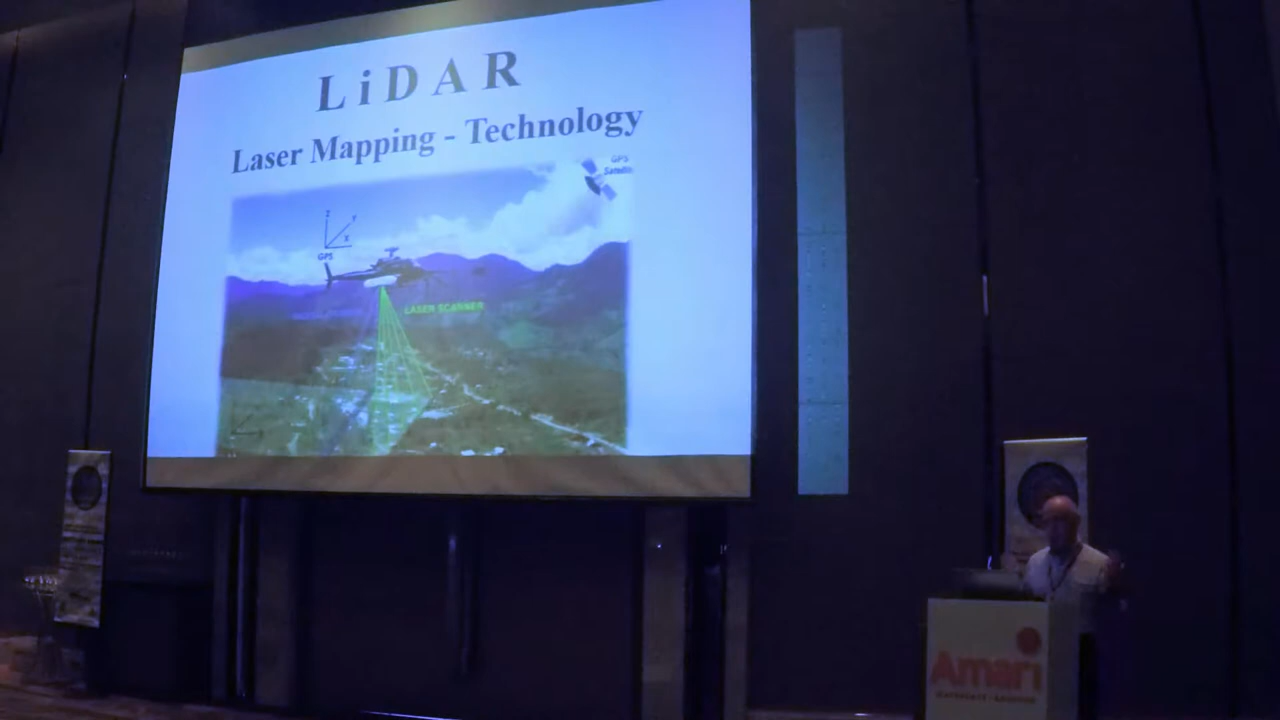 LiDAR
Laser Mapping - Technology
GPS
Satellite
Z
Y
X
GPS
LASER SCANNER
Amari